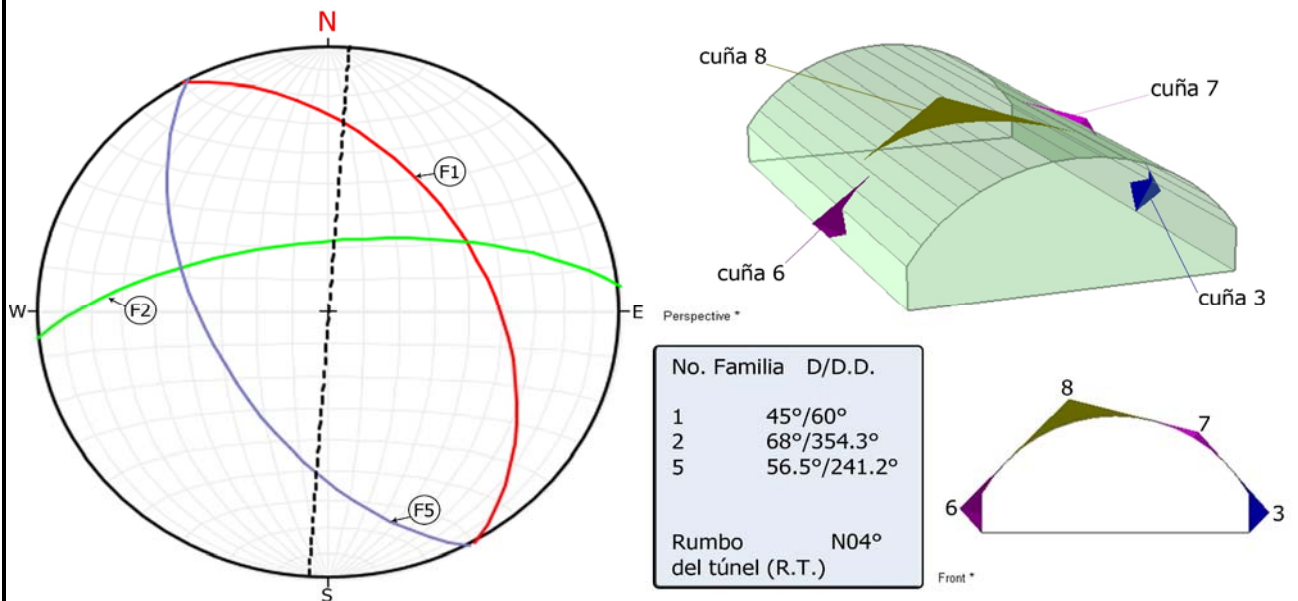 N
F1
F2
W
E
F5
S
cuña 8
cuña 7
cuña 6
cuña 3
Perspective *
No. Familia D/D.D.
1 45°/60°
2 68°/354.3°
5 56.5°/241.2°
Rumbo N04°
del túnel (R.T.)
8
7
6
3
Front *